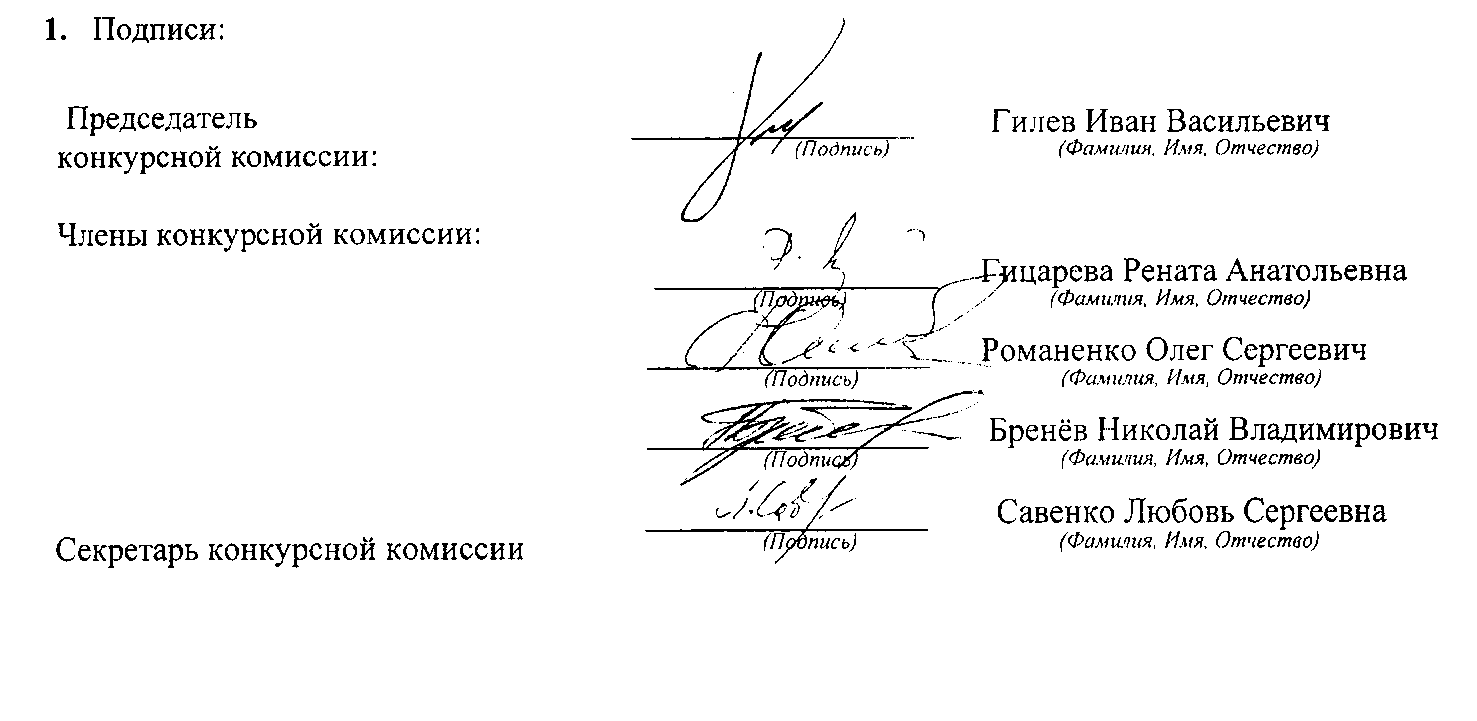 1. Подписи:
Председатель
конкурсной комиссии:
Гилев Иван Васильевич
(Подпись)
(Фамилия, Имя, Отчество)
Члены конкурсной комиссии:
Гицарева Рената Анатольевна
(Подпись)
(Фамилия, Имя, Отчество)
Романенко Олег Сергеевич
(Подпись)
(Фамилия, Имя, Отчество)
Бренёв Николай Владимирович
(Подпись)
(Фамилия, Имя, Отчество)
Савенко Любовь Сергеевна
(Подпись)
(Фамилия, Имя, Отчество)
Секретарь конкурсной комиссии